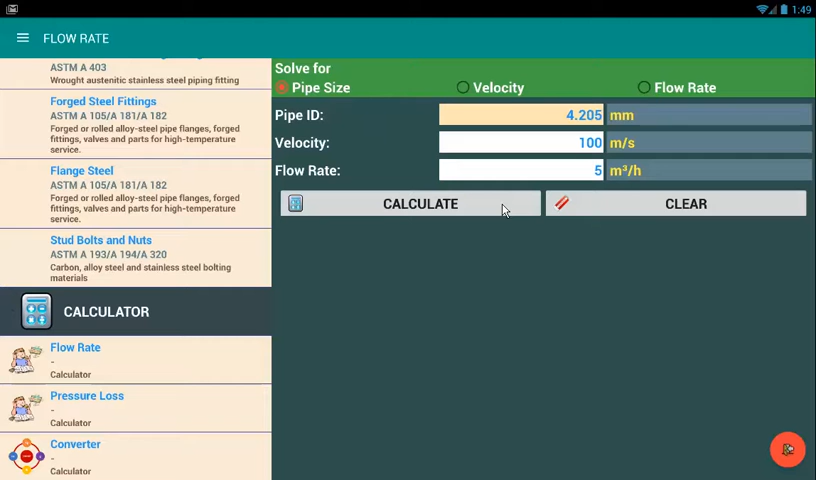 1:49
FLOW RATE
ASTM A 403
Wrought austenitic stainless steel piping fitting
Forged Steel Fittings
ASTM A 105/A 181/A 182
Forged or rolled alloy-steel pipe flanges, forged
fittings, valves and parts for high-temperature
service.
Flange Steel
ASTM A 105/A 181/A 182
Forged or rolled alloy-steel pipe flanges, forged
fittings, valves and parts for high-temperature
service.
Stud Bolts and Nuts
ASTM A 193/A 194/A 320
Carbon, alloy steel and stainless steel bolting
materials
CALCULATOR
Flow Rate
-
Calculator
Pressure Loss
-
Calculator
Converter
-
Calculator
Solve for
Pipe Size Velocity Flow Rate
Pipe ID: 4.205 mm
Velocity: 100 m/s
Flow Rate: 5 m³/h
CALCULATE CLEAR